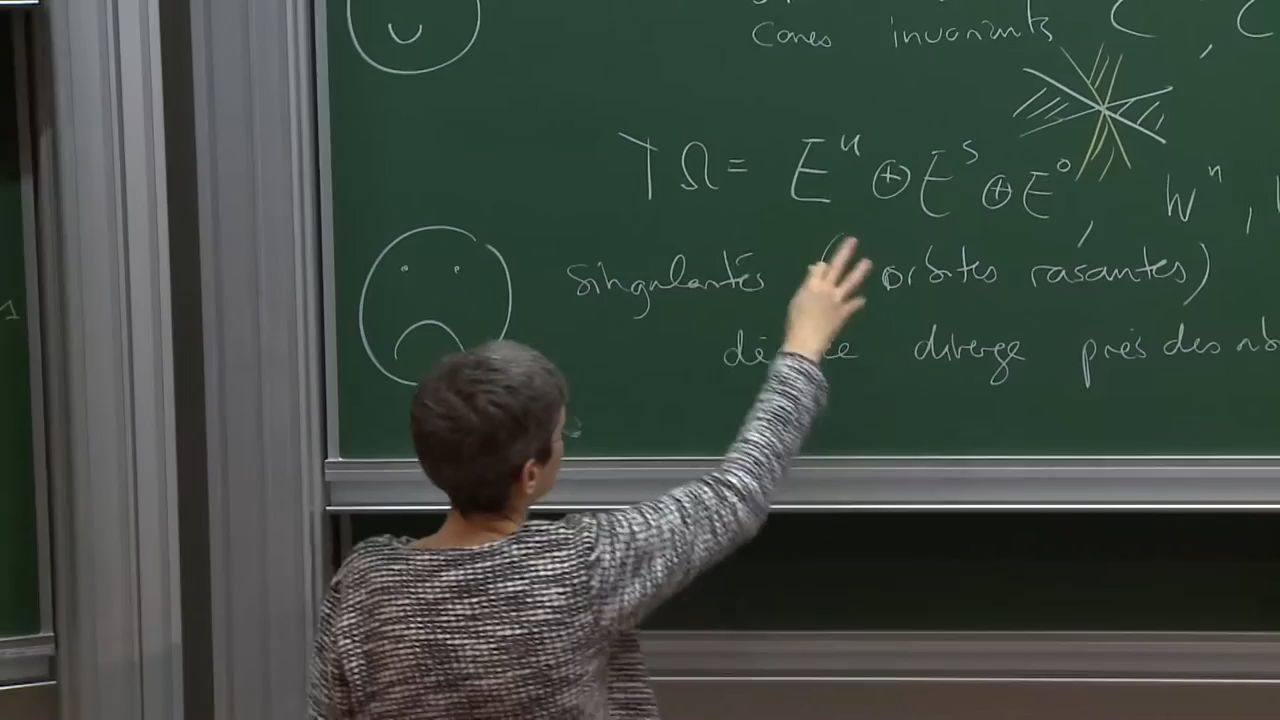 Cones invariants C , C
TΩ = E^u ⊕ E^s ⊕ E^0 , W^u ,
singularités ( orbites rasantes)
diverge près des